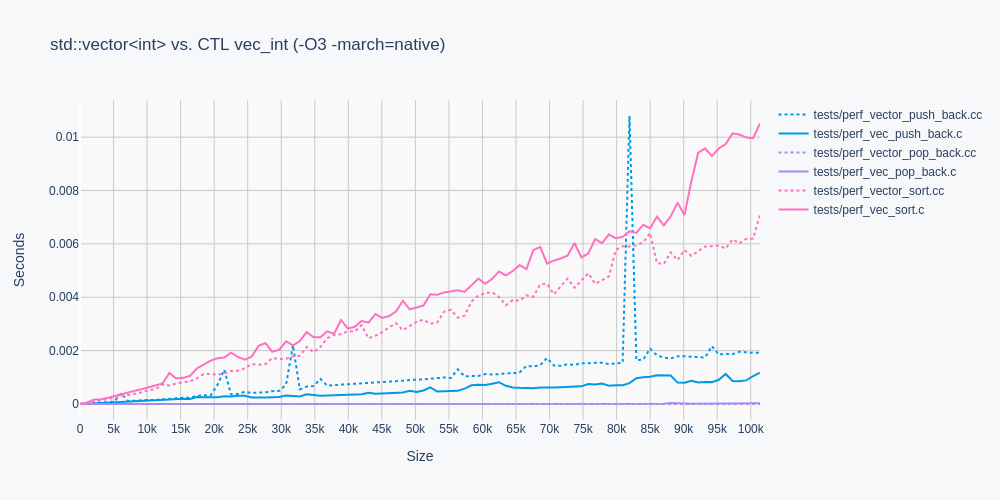 std::vector<int> vs. CTL vec_int (-O3 -march=native)
tests/perf_vector_push_back.cc
tests/perf_vec_push_back.c
tests/perf_vector_pop_back.cc
tests/perf_vec_pop_back.c
tests/perf_vector_sort.cc
tests/perf_vec_sort.c
Seconds
0.01
0.008
0.006
0.004
0.002
0
0 5k 10k 15k 20k 25k 30k 35k 40k 45k 50k 55k 60k 65k 70k 75k 80k 85k 90k 95k 100k
Size